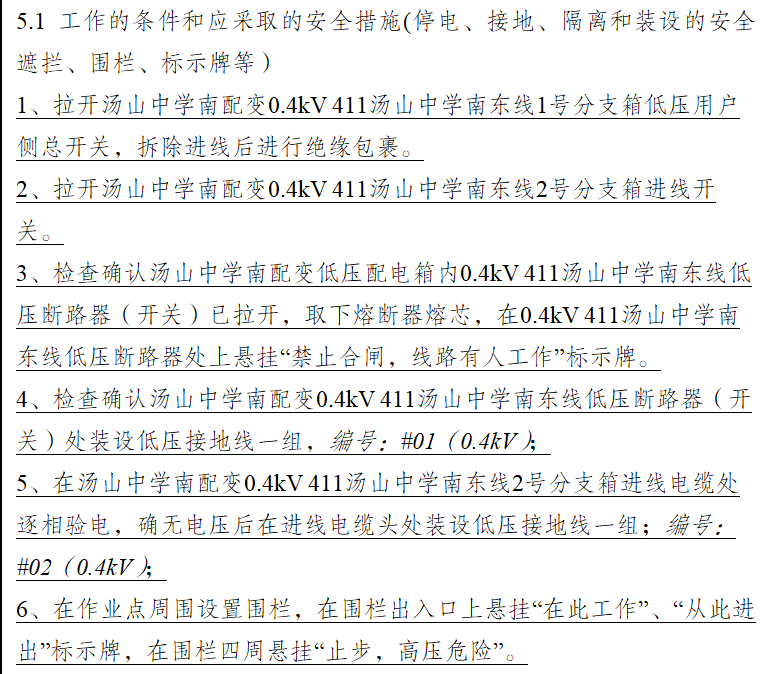 5.1 工作的条件和应采取的安全措施(停电、接地、隔离和装设的安全
遮拦、围栏、标示牌等）
1、拉开汤山中学南配变0.4kV 411汤山中学南东线1号分支箱低压用户
侧总开关，拆除进线后进行绝缘包裹。
2、拉开汤山中学南配变0.4kV 411汤山中学南东线2号分支箱进线开
关。
3、检查确认汤山中学南配变低压配电箱内0.4kV 411汤山中学南东线低
压断路器（开关）已拉开，取下熔断器熔芯，在0.4kV 411汤山中学南
东线低压断路器处上悬挂“禁止合闸，线路有人工作”标示牌。
4、检查确认汤山中学南配变0.4kV 411汤山中学南东线低压断路器（开
关）处装设低压接地线一组，编号：#01（0.4kV）；
5、在汤山中学南配变0.4kV 411汤山中学南东线2号分支箱进线电缆处
逐相验电，确无电压后在进线电缆头处装设低压接地线一组；编号：
#02（0.4kV）；
6、在作业点周围设置围栏，在围栏出入口上悬挂“在此工作”、“从此进
出”标示牌，在围栏四周悬挂“止步，高压危险”。